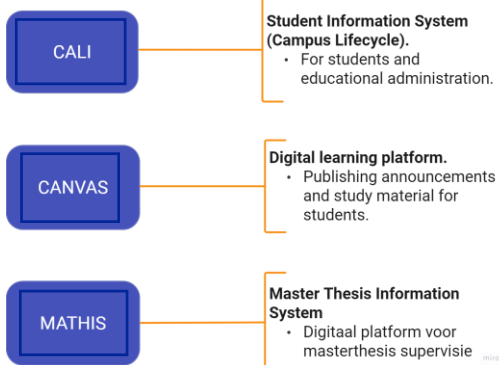 CALI
Student Information System
(Campus Lifecycle).
• For students and
educational administration.
CANVAS
Digital learning platform.
• Publishing announcements
and study material for
students.
MATHIS
Master Thesis Information
System
• Digitaal platform voor
masterthesis supervisie
miro